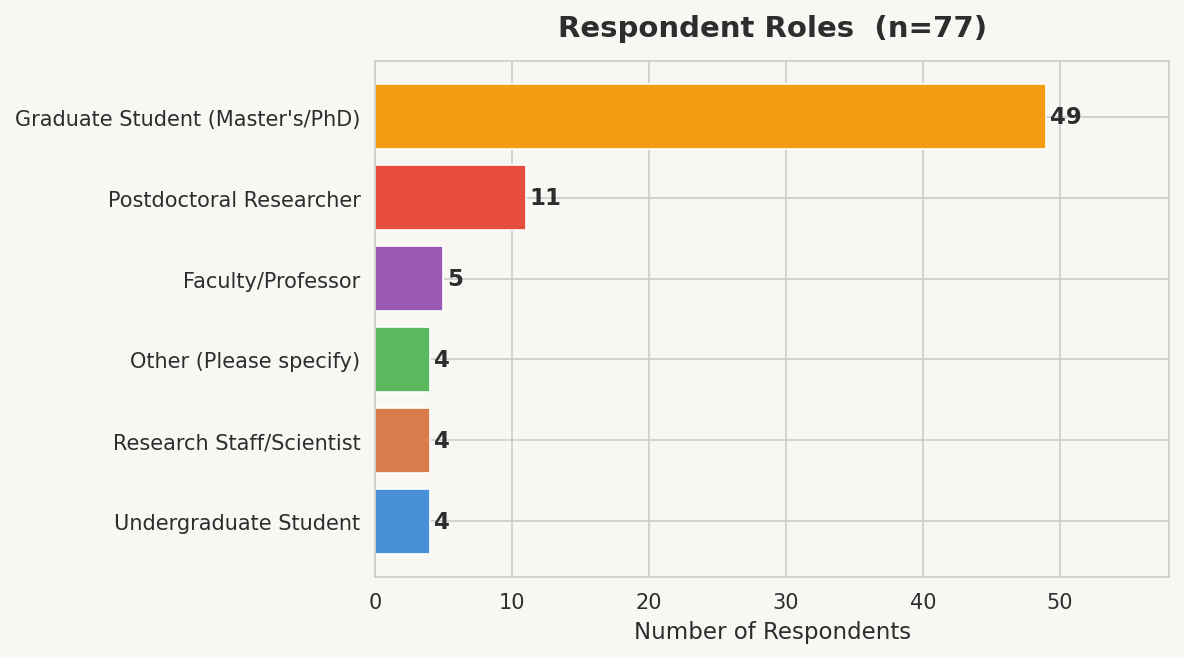 Respondent Roles (n=77)
Graduate Student (Master's/PhD) 49
Postdoctoral Researcher 11
Faculty/Professor 5
Other (Please specify) 4
Research Staff/Scientist 4
Undergraduate Student 4
0 10 20 30 40 50
Number of Respondents